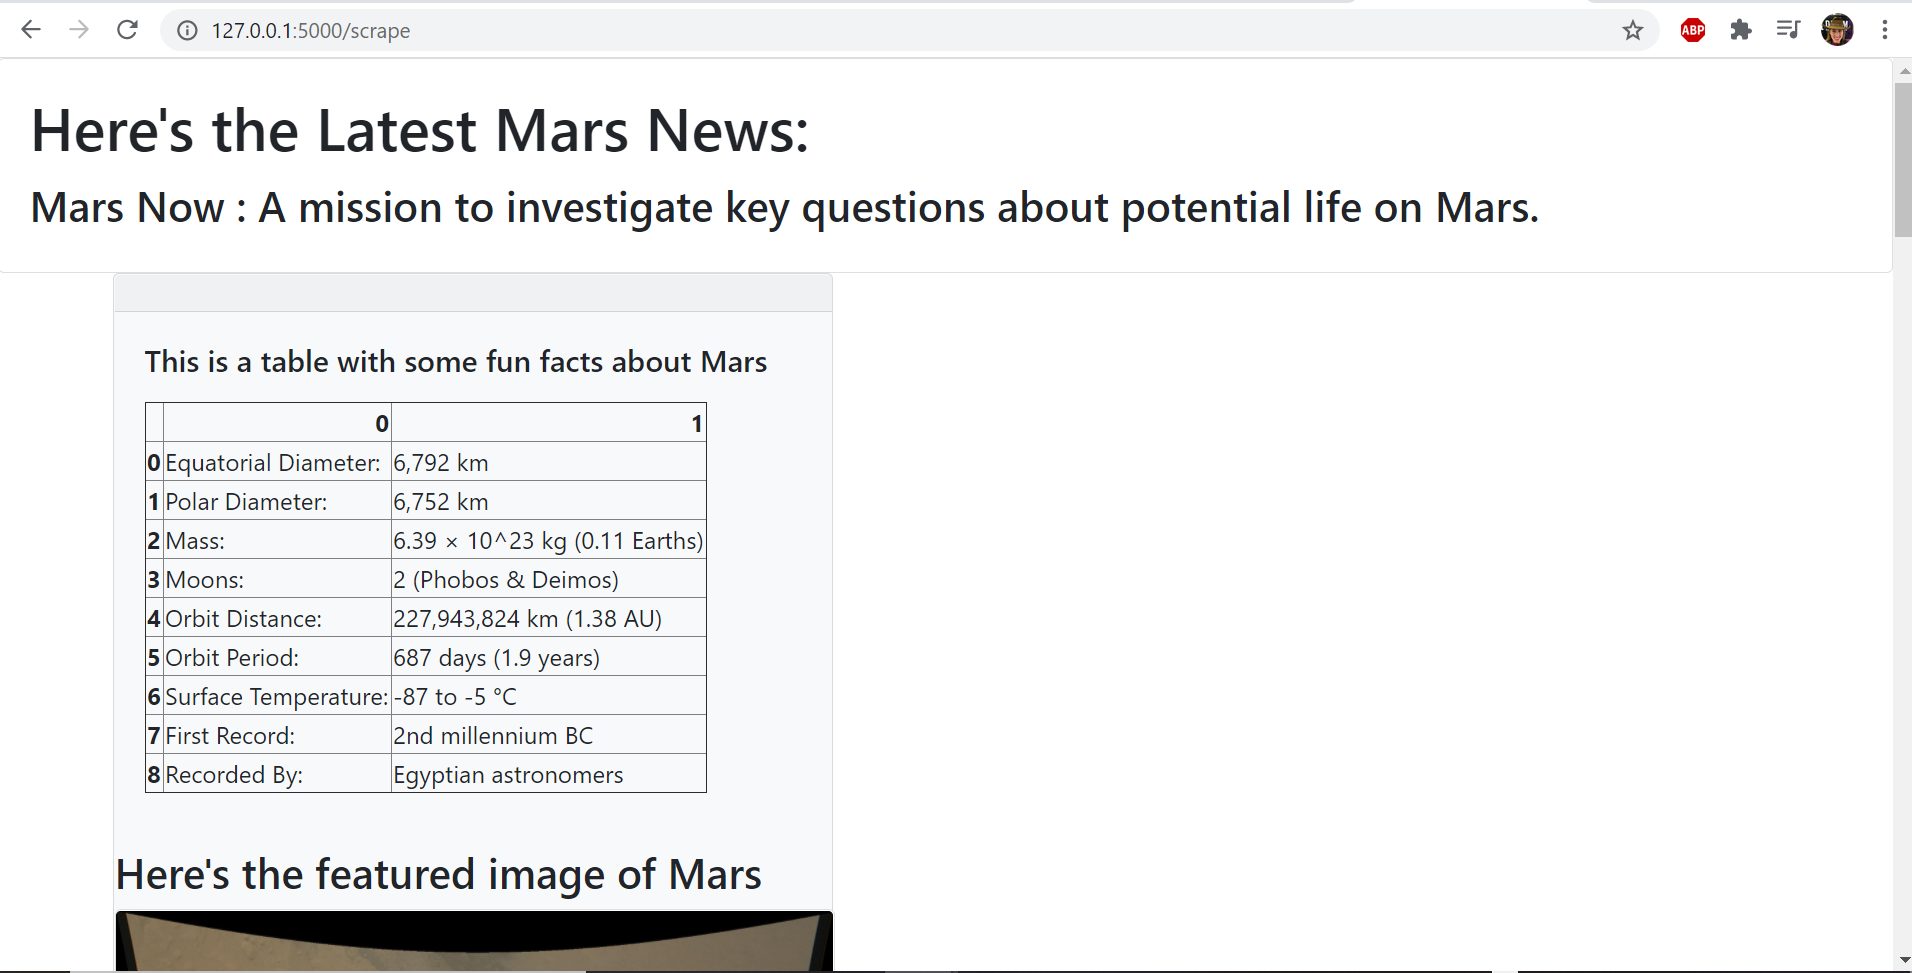 127.0.0.1:5000/scrape
ABP
Here's the Latest Mars News:
Mars Now : A mission to investigate key questions about potential life on Mars.
This is a table with some fun facts about Mars
0 1
0 Equatorial Diameter: 6,792 km
1 Polar Diameter: 6,752 km
2 Mass: 6.39 × 10^23 kg (0.11 Earths)
3 Moons: 2 (Phobos & Deimos)
4 Orbit Distance: 227,943,824 km (1.38 AU)
5 Orbit Period: 687 days (1.9 years)
6 Surface Temperature: -87 to -5 °C
7 First Record: 2nd millennium BC
8 Recorded By: Egyptian astronomers
Here's the featured image of Mars